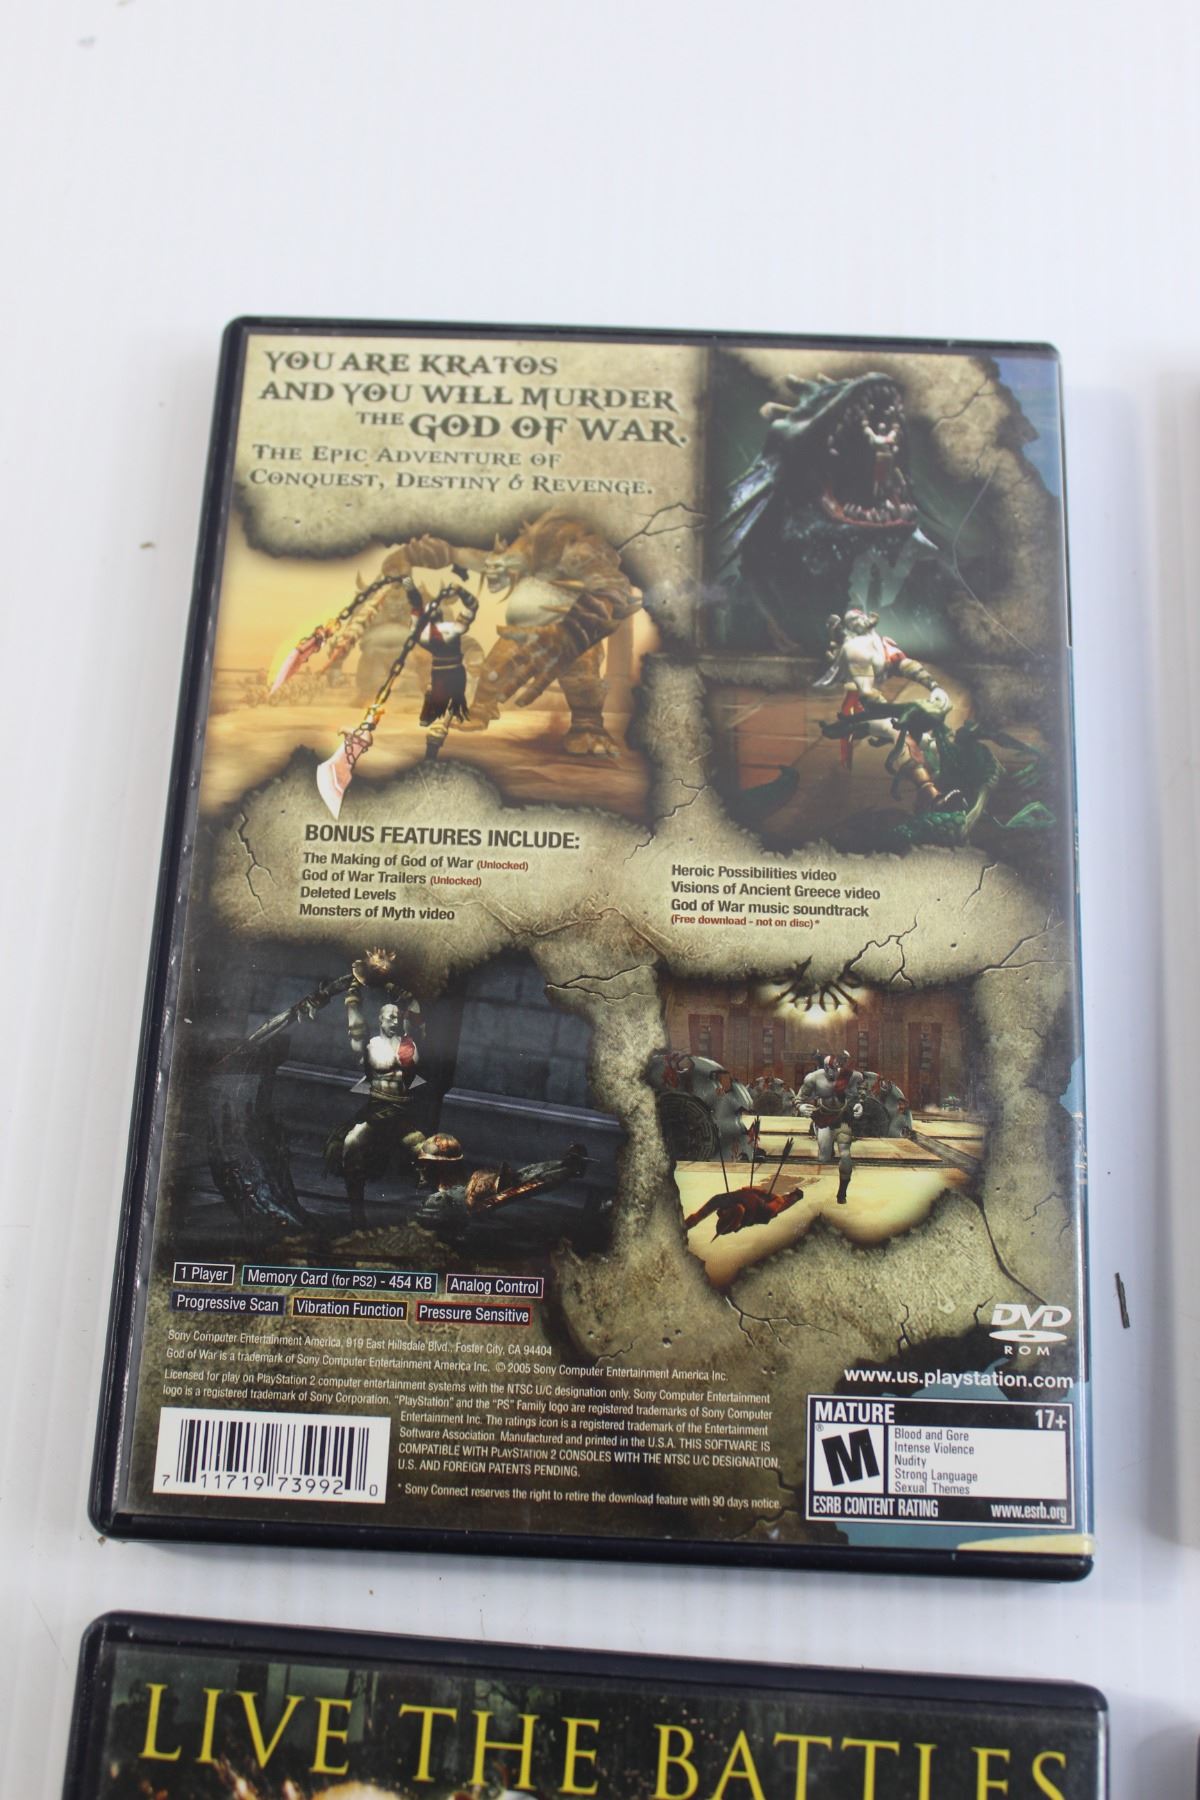 YOU ARE KRATOS
AND YOU WILL MURDER
THE GOD OF WAR.
THE EPIC ADVENTURE OF
CONQUEST, DESTINY & REVENGE.
BONUS FEATURES INCLUDE:
The Making of God of War (Unlocked)
God of War Trailers (Unlocked)
Deleted Levels
Monsters of Myth video
Heroic Possibilities video
Visions of Ancient Greece video
God of War music soundtrack
(Free download - not on disc)*
1 Player
Memory Card (for PS2) - 454 KB
Analog Control
Progressive Scan
Vibration Function
Pressure Sensitive
Sony Computer Entertainment America, 919 East Hillsdale Blvd., Foster City, CA 94404
God of War is a trademark of Sony Computer Entertainment America Inc. © 2005 Sony Computer Entertainment America Inc.
Licensed for play on PlayStation 2 computer entertainment systems with the NTSC U/C designation only. Sony Computer Entertainment
logo is a registered trademark of Sony Corporation. "PlayStation" and the "PS" Family logo are registered trademarks of Sony Computer
Entertainment Inc. The ratings icon is a registered trademark of the Entertainment
Software Association. Manufactured and printed in the U.S.A. THIS SOFTWARE IS
COMPATIBLE WITH PLAYSTATION 2 CONSOLES WITH THE NTSC U/C DESIGNATION.
U.S. AND FOREIGN PATENTS PENDING.
* Sony Connect reserves the right to retire the download feature with 90 days notice.
7 11719 73992 0
DVD
ROM
www.us.playstation.com
MATURE 17+
M
®
Blood and Gore
Intense Violence
Nudity
Strong Language
Sexual Themes
ESRB CONTENT RATING www.esrb.org
LIVE THE BATTLES